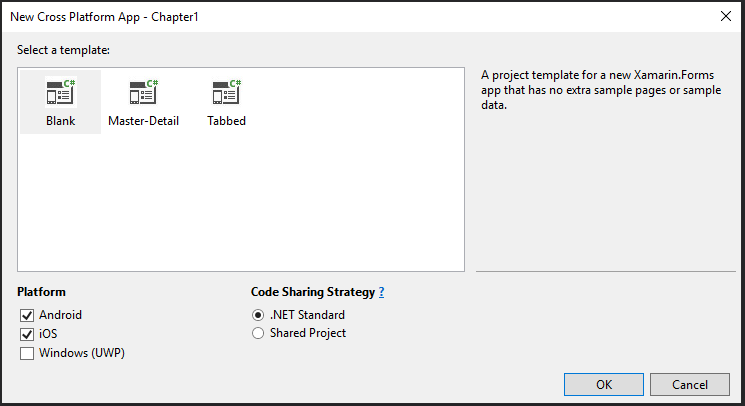 New Cross Platform App - Chapter1
Select a template:
C#
C#
C#
Blank
Master-Detail
Tabbed
A project template for a new Xamarin.Forms
app that has no extra sample pages or sample
data.
Platform
Android
iOS
Windows (UWP)
Code Sharing Strategy ?
.NET Standard
Shared Project
OK
Cancel